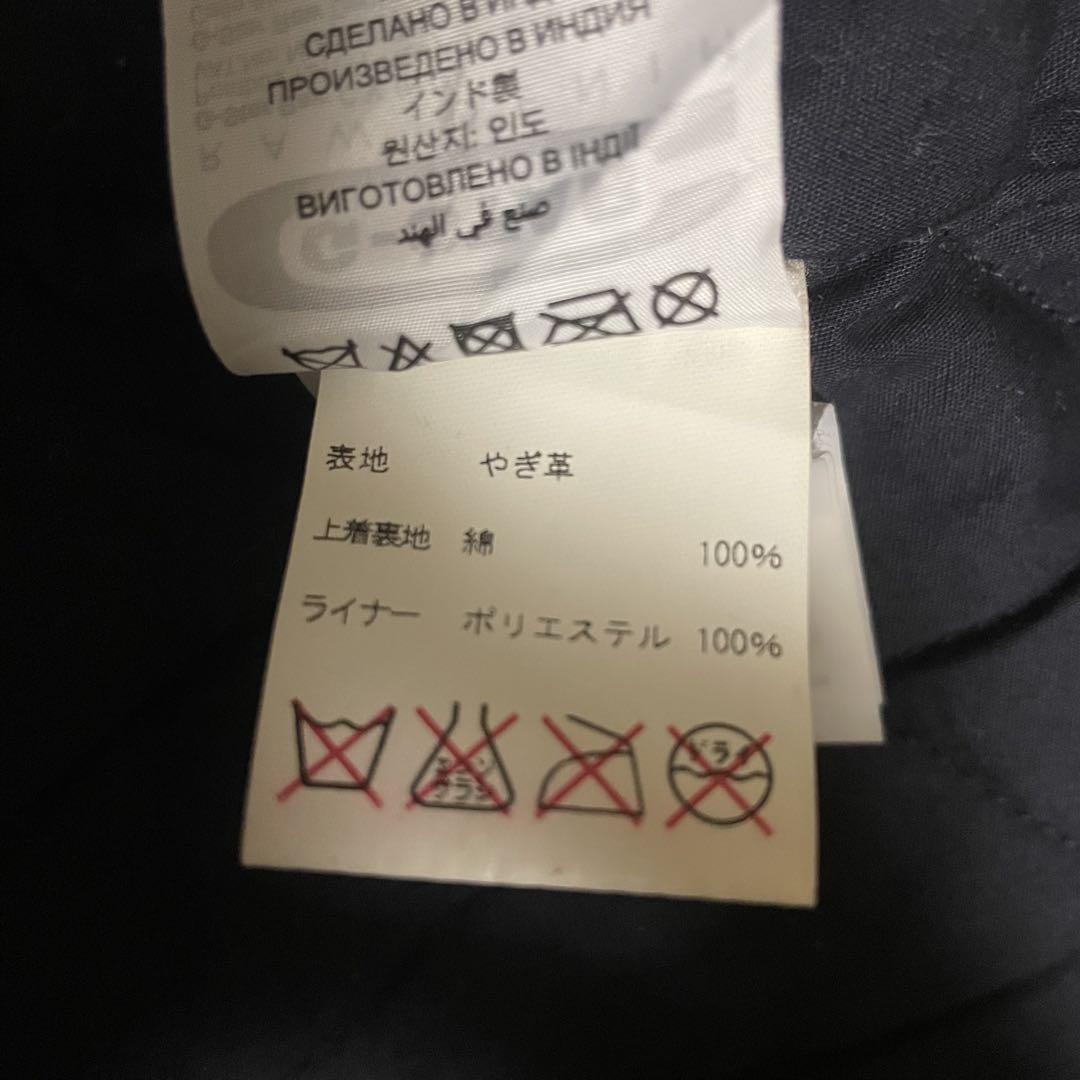 СДЕЛАНО В
ПРОИЗВЕДЕНО В ИНДИЯ
インド製
원산지: 인도
ВИГОТОВЛЕНО В ІНДІЇ
صنع في الهند
表地 やぎ革
上着裏地 綿 100%
ライナー ポリエステル 100%
エンソ サラシ ドライ